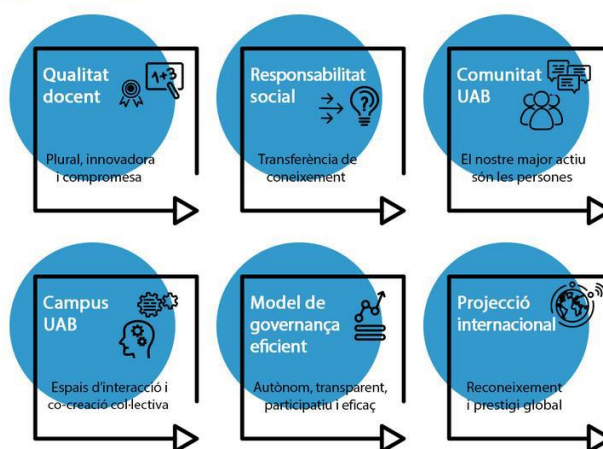 Qualitat
docent
1+3
Plural, innovadora
i compromesa
Responsabilitat
social
?
Transferència de
coneixement
Comunitat
UAB
El nostre major actiu
són les persones
Campus
UAB
Espais d'interacció i
co-creació col·lectiva
Model de
governança
eficient
Autònom, transparent,
participatiu i eficaç
Projecció
internacional
Reconeixement
i prestigi global